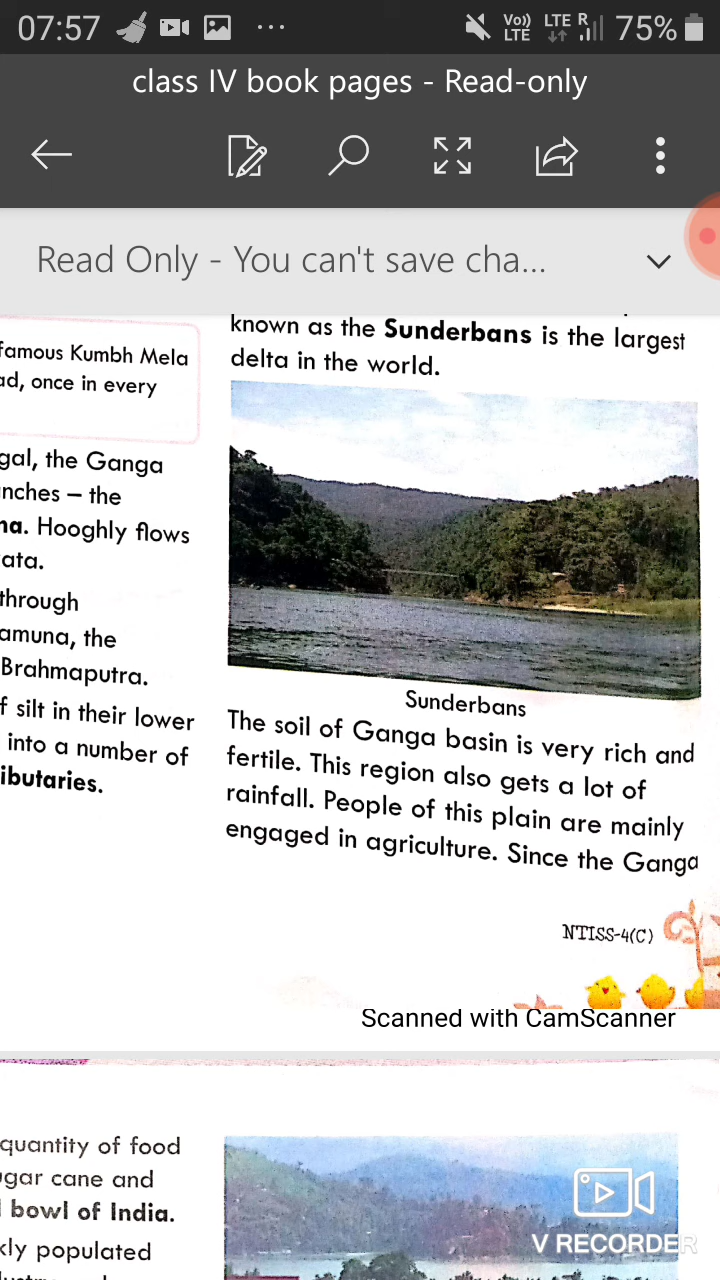 07:57
Vo)) LTE
LTE R
75%
class IV book pages - Read-only
Read Only - You can't save cha...
famous Kumbh Mela
ad, once in every
gal, the Ganga
nches – the
na. Hooghly flows
ata.
through
amuna, the
Brahmaputra.
f silt in their lower
into a number of
ibutaries.
known as the Sunderbans is the largest
delta in the world.
Sunderbans
The soil of Ganga basin is very rich and
fertile. This region also gets a lot of
rainfall. People of this plain are mainly
engaged in agriculture. Since the Ganga
NTISS-4(C)
Scanned with CamScanner
quantity of food
ugar cane and
bowl of India.
kly populated
V RECORDER